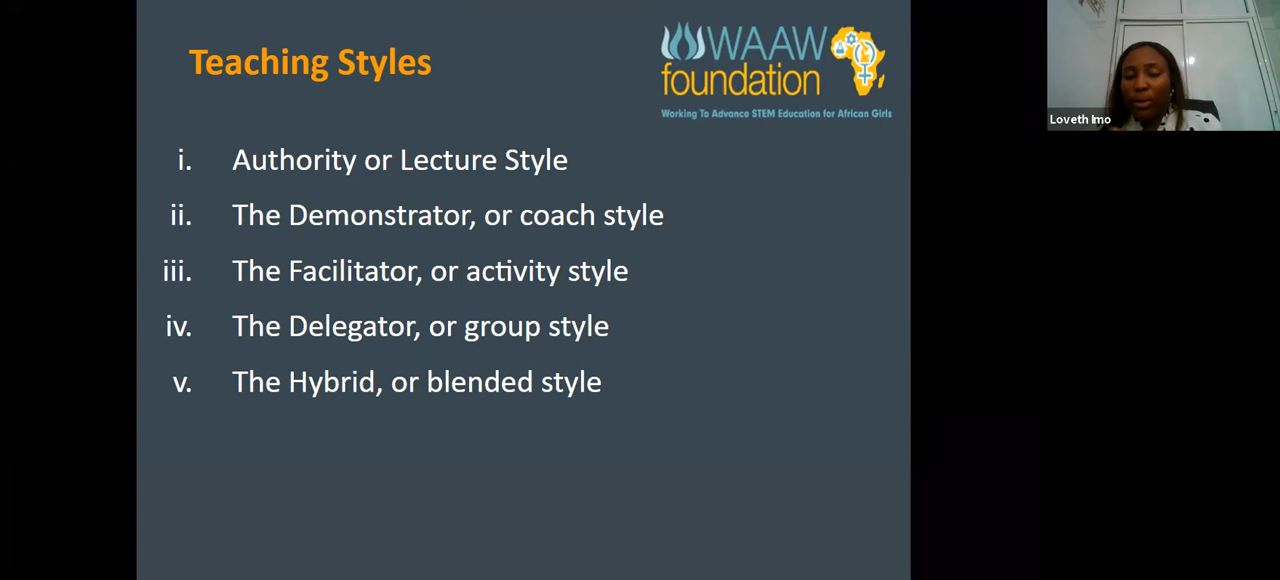 Teaching Styles
WAAW
foundation
Working To Advance STEM Education for African Girls
Loveth Imo
i. Authority or Lecture Style
ii. The Demonstrator, or coach style
iii. The Facilitator, or activity style
iv. The Delegator, or group style
v. The Hybrid, or blended style